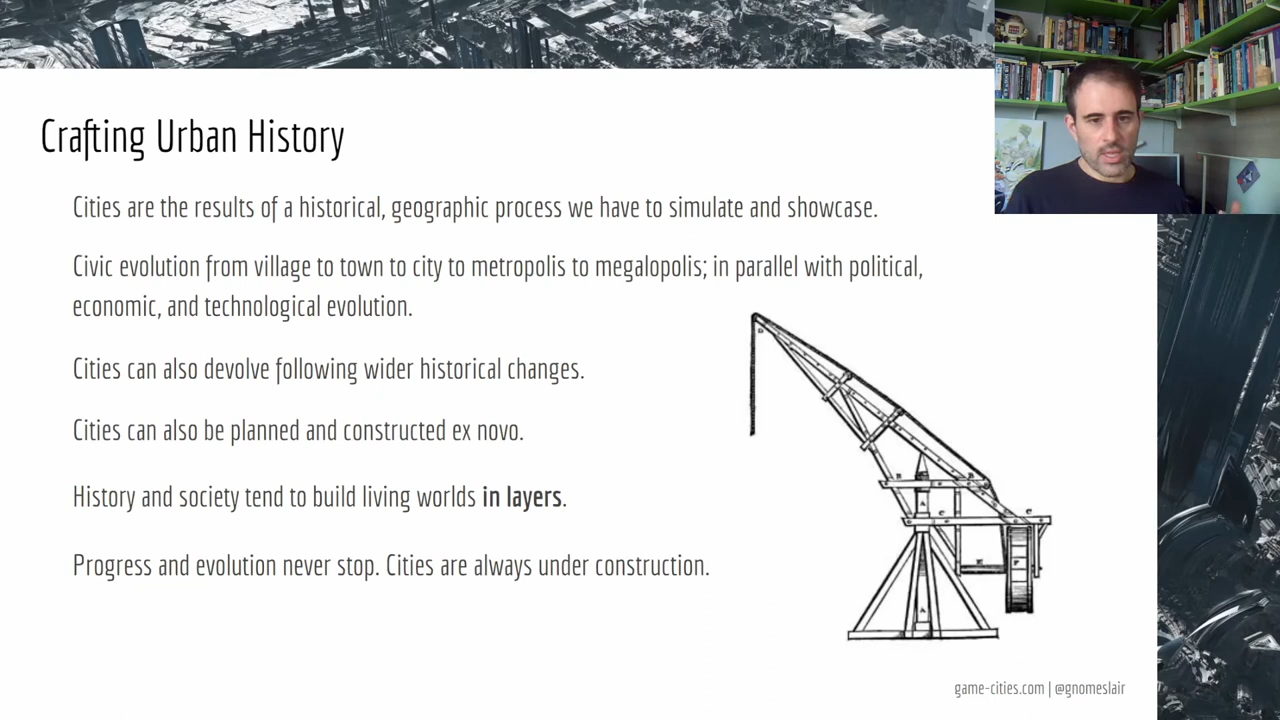 Crafting Urban History
Cities are the results of a historical, geographic process we have to simulate and showcase.
Civic evolution from village to town to city to metropolis to megalopolis; in parallel with political,
economic, and technological evolution.
Cities can also devolve following wider historical changes.
Cities can also be planned and constructed ex novo.
History and society tend to build living worlds in layers.
Progress and evolution never stop. Cities are always under construction.
game-cities.com | @gnomeslair